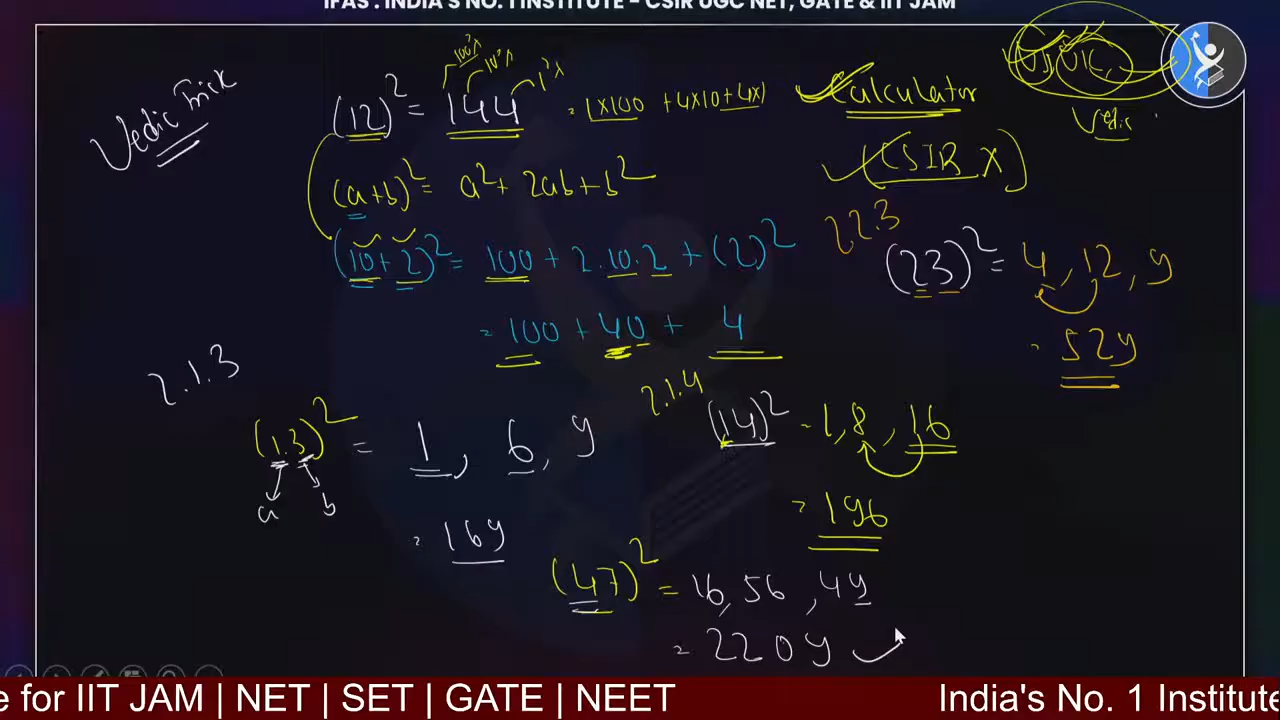 IFAS : INDIA'S NO. 1 INSTITUTE - CSIR UGC NET, GATE & IIT JAM
Vedic Trick
100's 10's 1's
(12)² = 144 = 1×100 + 4×10 + 4×1
Calculator
Vedic
(a+b)² = a² + 2ab + b²
CSIR X
(10+2)² = 100 + 2.10.2 + (2)²
= 100 + 40 + 4
2 2.3
(23)² = 4, 12, 9
= 529
2.1.3
(13)² = 1, 6, 9
a b
= 169
2.1.4
(14)² = 1, 8, 16
= 196
(47)² = 16, 56, 49
= 2209
e for IIT JAM | NET | SET | GATE | NEET India's No. 1 Institute